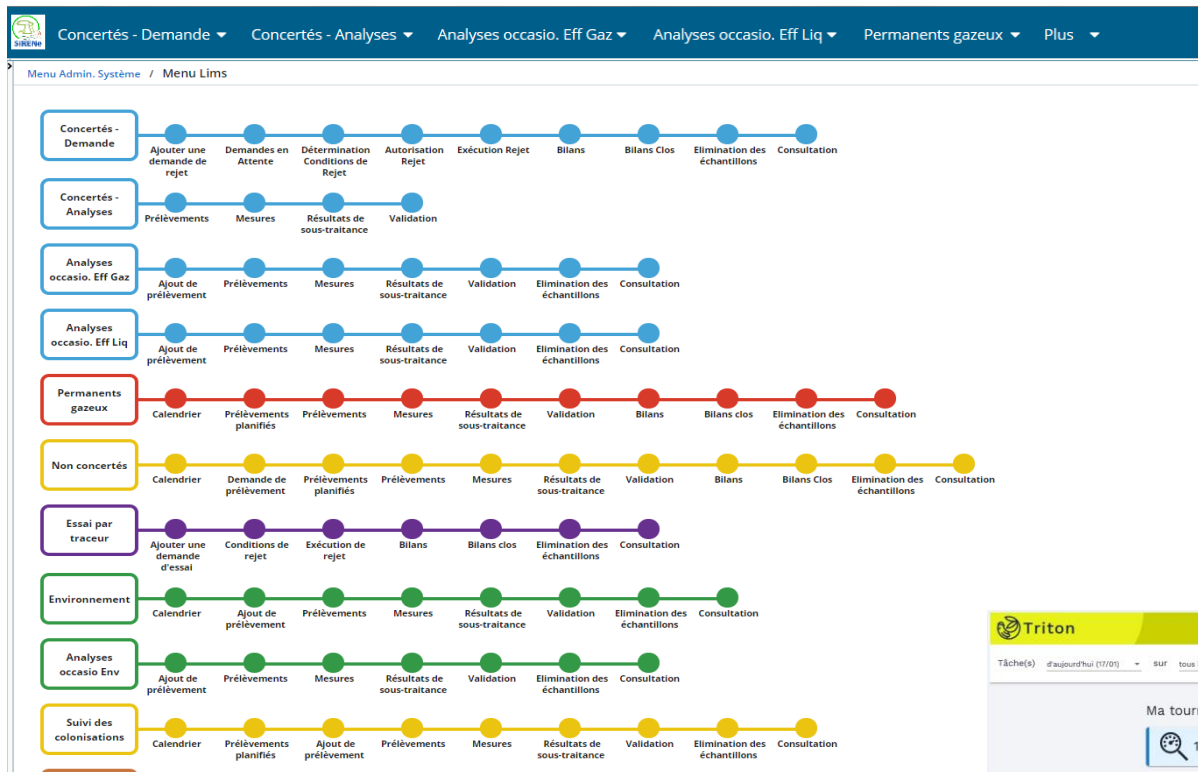 SIRENe
Concertés - Demande
Concertés - Analyses
Analyses occasio. Eff Gaz
Analyses occasio. Eff Liq
Permanents gazeux
Plus
Menu Admin. Système / Menu Lims
Concertés -
Demande
Ajouter une
demande de
rejet
Demandes en
Attente
Détermination
Conditions de
Rejet
Autorisation
Rejet
Exécution Rejet
Bilans
Bilans Clos
Elimination des
échantillons
Consultation
Concertés -
Analyses
Prélèvements
Mesures
Résultats de
sous-traitance
Validation
Analyses
occasio. Eff Gaz
Ajout de
prélèvement
Prélèvements
Mesures
Résultats de
sous-traitance
Validation
Elimination des
échantillons
Consultation
Analyses
occasio. Eff Liq
Ajout de
prélèvement
Prélèvements
Mesures
Résultats de
sous-traitance
Validation
Elimination des
échantillons
Consultation
Permanents
gazeux
Calendrier
Prélèvements
planifiés
Prélèvements
Mesures
Résultats de
sous-traitance
Validation
Bilans
Bilans clos
Elimination des
échantillons
Consultation
Non concertés
Calendrier
Demande de
prélèvement
Prélèvements
planifiés
Prélèvements
Mesures
Résultats de
sous-traitance
Validation
Bilans
Bilans Clos
Elimination des
échantillons
Consultation
Essai par
traceur
Ajouter une
demande
d'essai
Conditions de
rejet
Exécution de
rejet
Bilans
Bilans clos
Elimination des
échantillons
Consultation
Environnement
Calendrier
Ajout de
prélèvement
Prélèvements
Mesures
Résultats de
sous-traitance
Validation
Elimination des
échantillons
Consultation
Analyses
occasio Env
Ajout de
prélèvement
Prélèvements
Mesures
Résultats de
sous-traitance
Validation
Elimination des
échantillons
Consultation
Suivi des
colonisations
Calendrier
Prélèvements
planifiés
Ajout de
prélèvement
Prélèvements
Mesures
Résultats de
sous-traitance
Validation
Elimination des
échantillons
Consultation
Triton
Tâche(s) d'aujourd'hui (17/01) sur tous
Ma tour
1